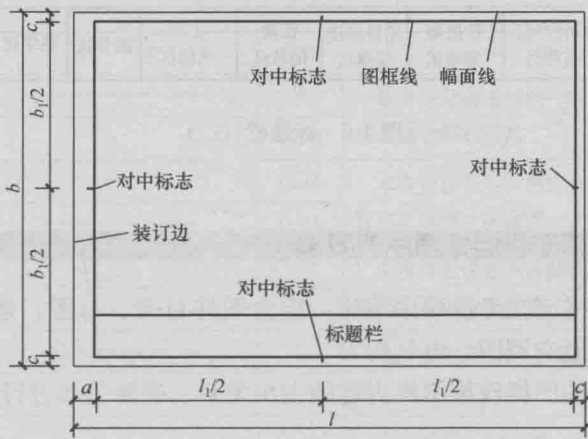 c
对中标志 图框线 幅面线
b₁/2
对中标志
b
对中标志
装订边
b₁/2
对中标志
标题栏
c
a l₁/2 l₁/2 c
l